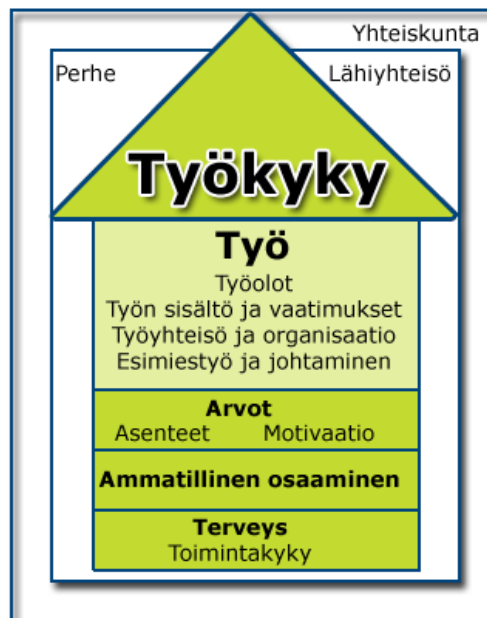 Yhteiskunta
Perhe
Lähiyhteisö
Työkyky
Työ
Työolot
Työn sisältö ja vaatimukset
Työyhteisö ja organisaatio
Esimiestyö ja johtaminen
Arvot
Asenteet Motivaatio
Ammatillinen osaaminen
Terveys
Toimintakyky